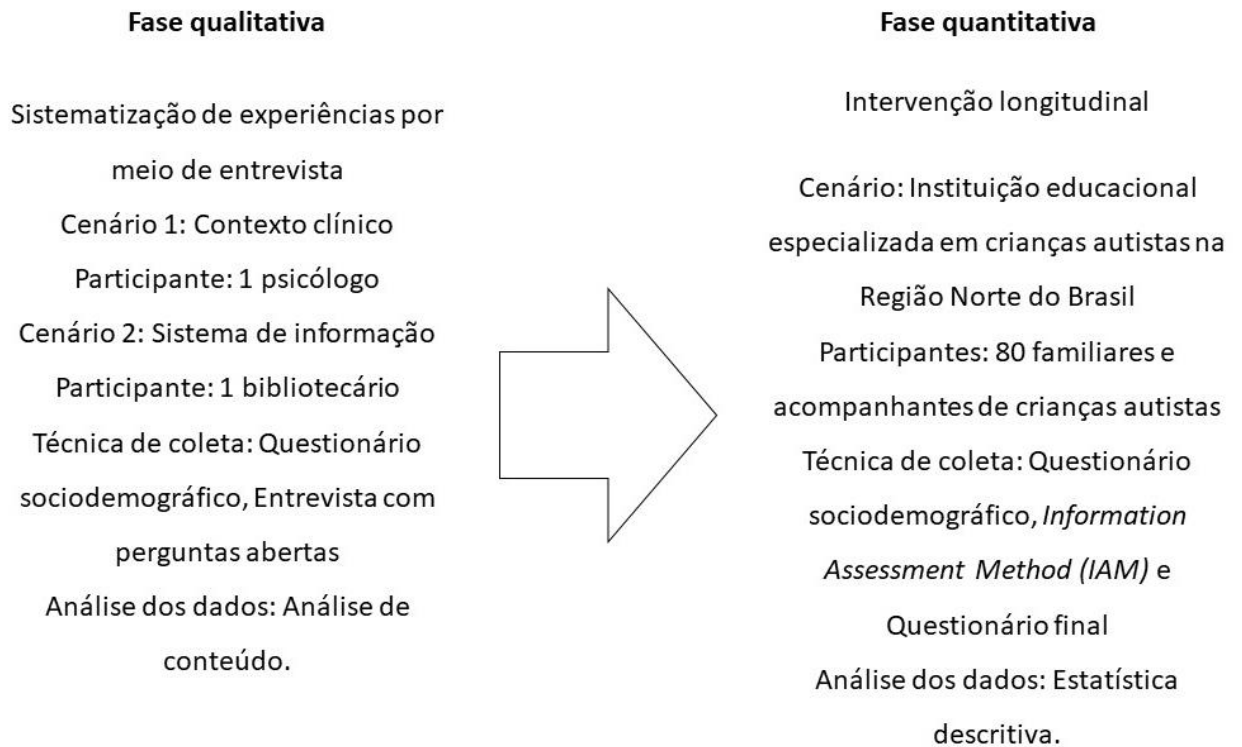 Fase qualitativa
Sistematização de experiências por
meio de entrevista
Cenário 1: Contexto clínico
Participante: 1 psicólogo
Cenário 2: Sistema de informação
Participante: 1 bibliotecário
Técnica de coleta: Questionário
sociodemográfico, Entrevista com
perguntas abertas
Análise dos dados: Análise de
conteúdo.
Fase quantitativa
Intervenção longitudinal
Cenário: Instituição educacional
especializada em crianças autistas na
Região Norte do Brasil
Participantes: 80 familiares e
acompanhantes de crianças autistas
Técnica de coleta: Questionário
sociodemográfico, Information
Assessment Method (IAM) e
Questionário final
Análise dos dados: Estatística
descritiva.